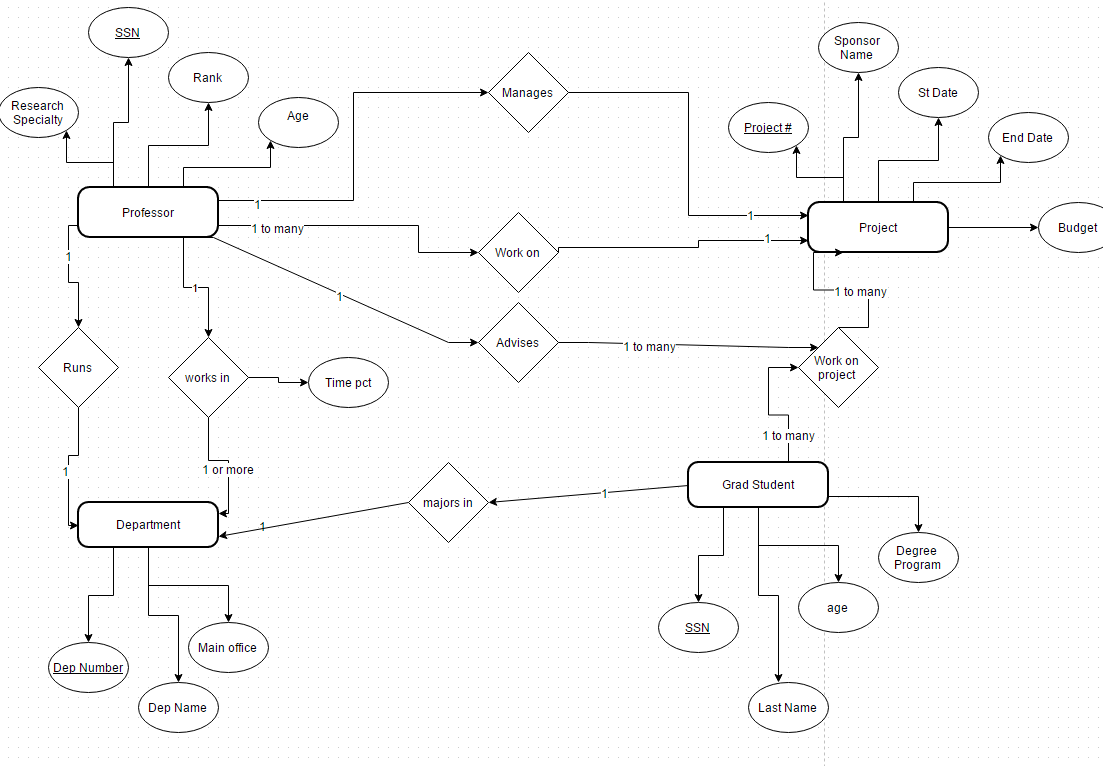 SSN
Sponsor
Name
Rank
Manages
St Date
Research
Specialty
Age
Project #
End Date
1
Professor
1
Project
Budget
1 to many
1
1
Work on
1
1
1 to many
Advises
1 to many
Runs
works in
Time pct
Work on
project
1 to many
1
1 or more
Grad Student
1
majors in
Department
1
Degree
Program
age
SSN
Main office
Dep Number
Dep Name
Last Name